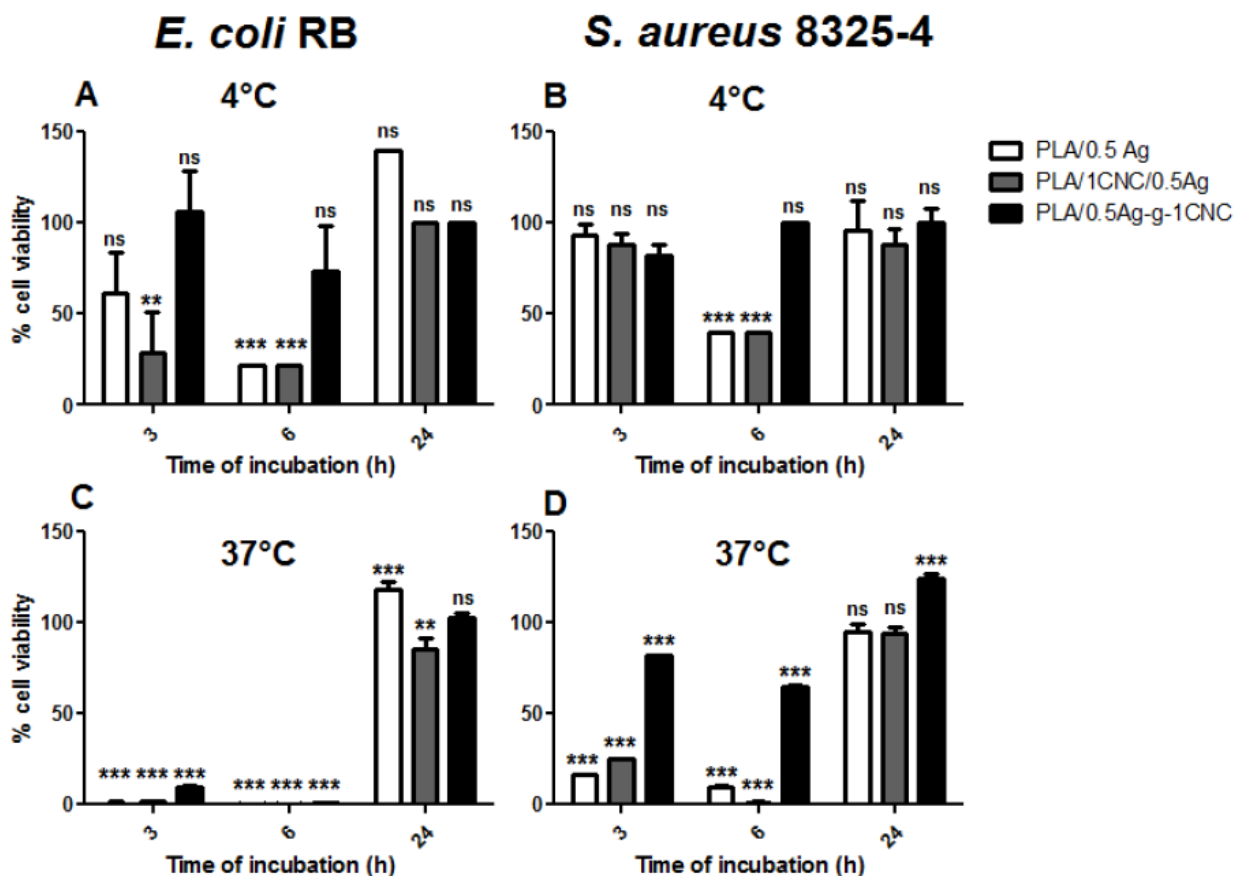 E. coli RB
S. aureus 8325-4
A
4°C
150
100
50
0
% cell viability
ns
**
ns
***
***
ns
ns
ns
ns
3
6
24
Time of incubation (h)
B
4°C
150
100
50
0
ns
ns
ns
***
***
ns
ns
ns
ns
3
6
24
Time of incubation (h)
PLA/0.5 Ag
PLA/1CNC/0.5Ag
PLA/0.5Ag-g-1CNC
C
37°C
150
100
50
0
% cell viability
***
***
***
***
***
***
***
**
ns
3
6
24
Time of incubation (h)
D
37°C
150
100
50
0
***
***
***
***
***
***
ns
ns
***
3
6
24
Time of incubation (h)